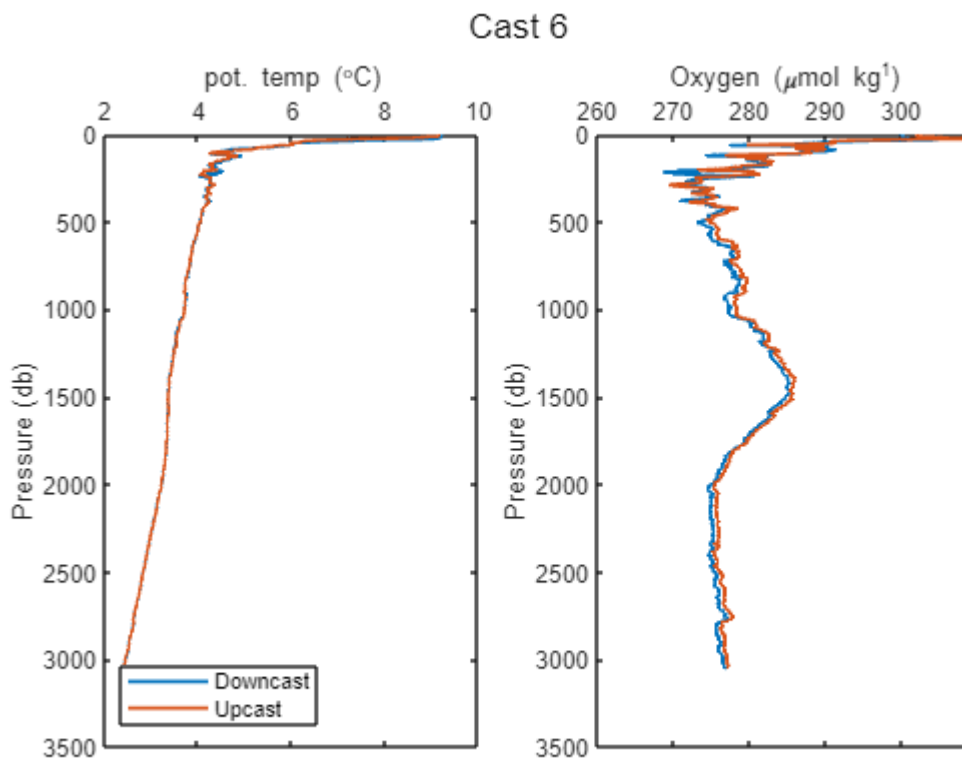 Cast 6
pot. temp (°C)
2 4 6 8 10
0
500
1000
1500
2000
2500
3000
3500
Pressure (db)
Downcast
Upcast
Oxygen (μmol kg¹)
260 270 280 290 300
0
500
1000
1500
2000
2500
3000
3500
Pressure (db)